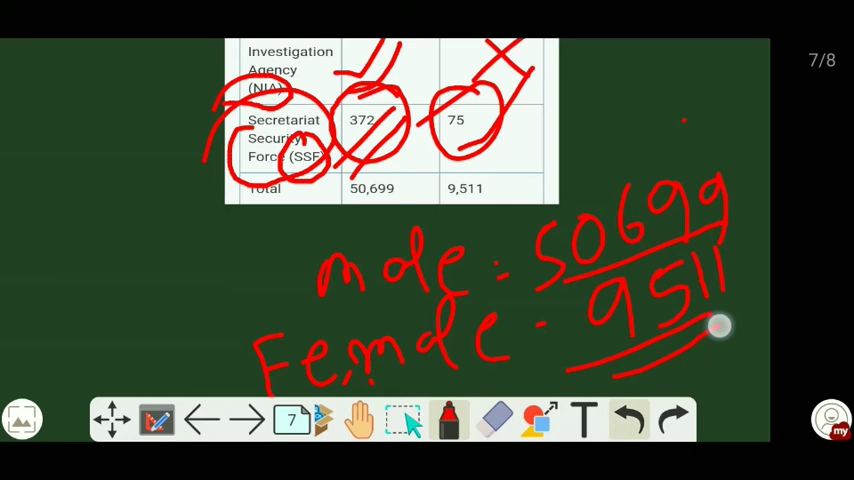 7/8
Investigation
Agency
(NIA)
Secretariat 372 75
Security
Force (SSF)
Total 50,699 9,511
male = 50699
Female - 9511
7
T
my